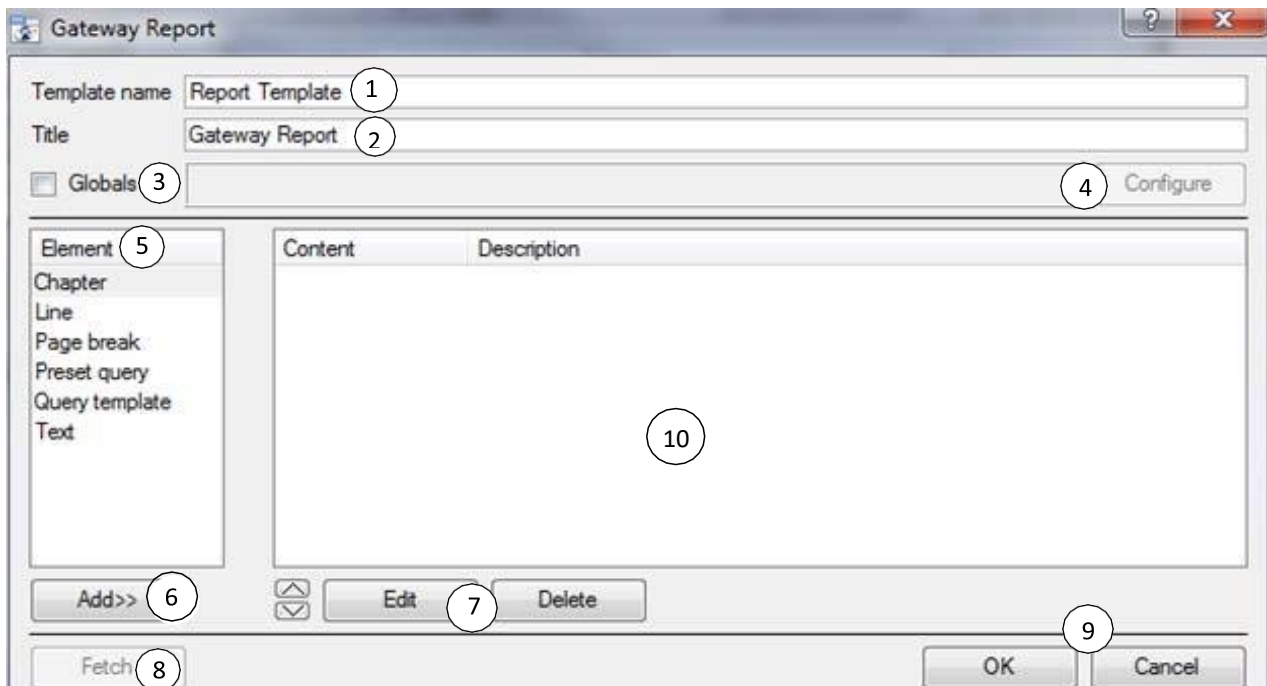 Gateway Report
?
Template name Report Template 1
Title Gateway Report 2
Globals 3 4 Configure
Element 5 Content Description
Chapter
Line
Page break
Preset query
Query template
Text
10
Add>> 6 Edit 7 Delete
9
Fetch 8 OK Cancel